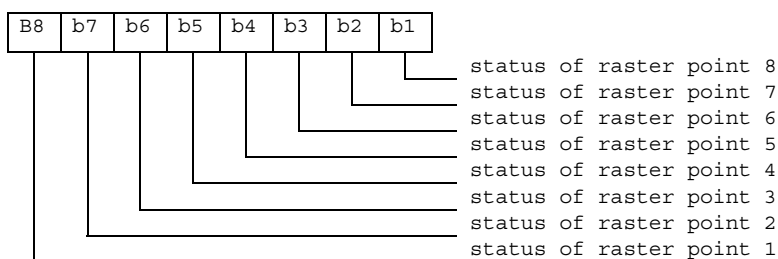 B8 b7 b6 b5 b4 b3 b2 b1
status of raster point 8
status of raster point 7
status of raster point 6
status of raster point 5
status of raster point 4
status of raster point 3
status of raster point 2
status of raster point 1